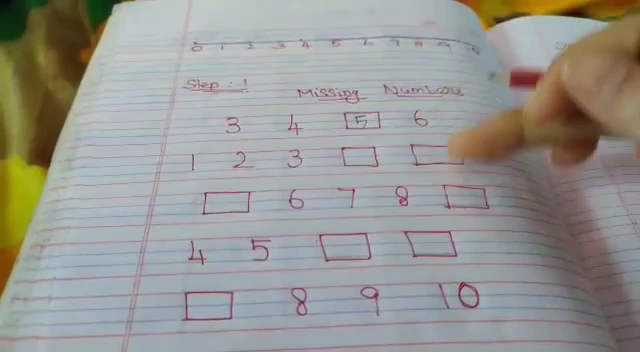 0 1 2 3 4 5 6 7 8 9 10
Step : 1
Missing Numbers
3 4 5 6
1 2 3
6 7 8
4 5
8 9 10